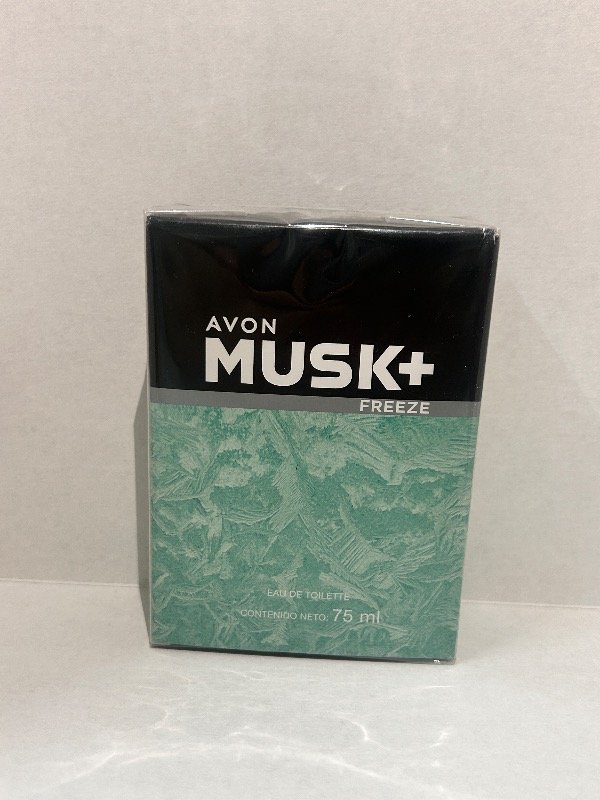 AVON
MUSK+
FREEZE
EAU DE TOILETTE
CONTENIDO NETO: 75 ml